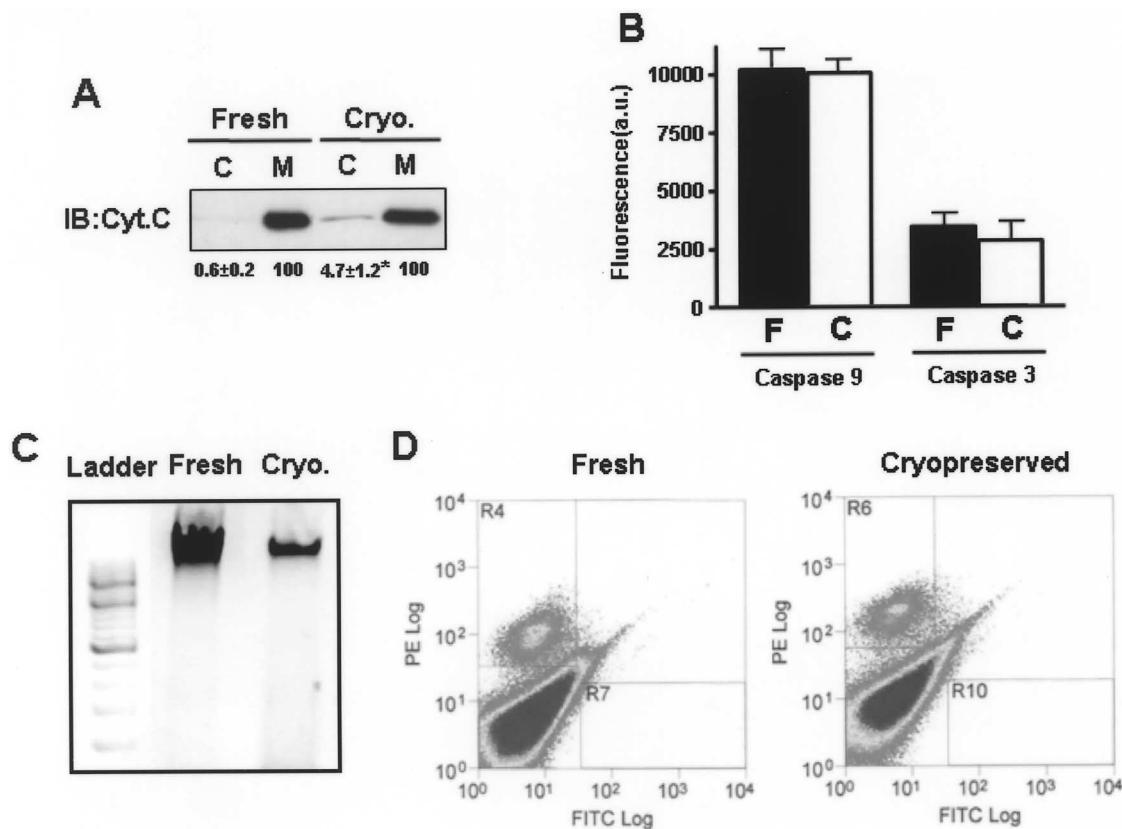 A
Fresh Cryo.
C M C M
IB:Cyt.C
0.6±0.2 100 4.7±1.2* 100
B
Fluorescence(a.u.)
10000
7500
5000
2500
0
F C F C
Caspase 9 Caspase 3
C
Ladder Fresh Cryo.
D
Fresh
PE Log
10⁴
10³
10²
10¹
10⁰
R4
R7
10⁰ 10¹ 10² 10³ 10⁴
FITC Log
Cryopreserved
PE Log
10⁴
10³
10²
10¹
10⁰
R6
R10
10⁰ 10¹ 10² 10³ 10⁴
FITC Log